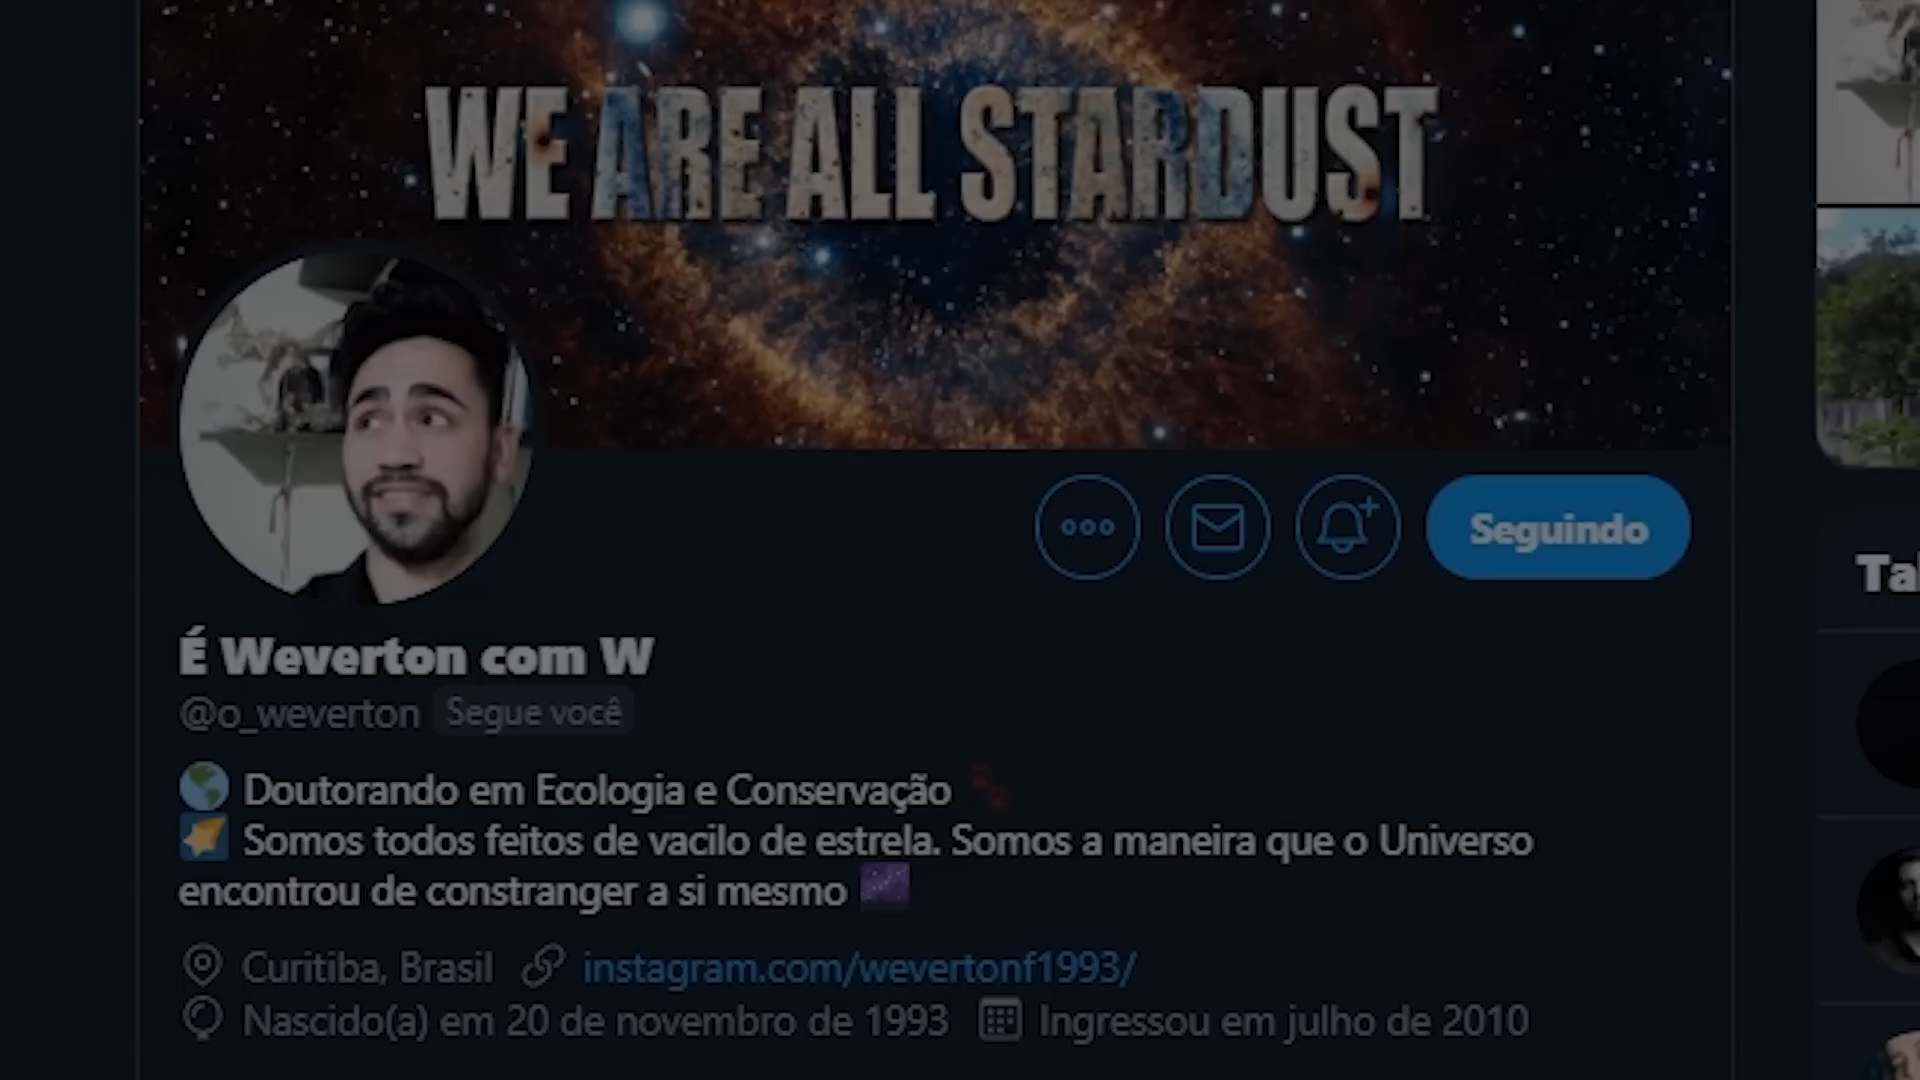 WE ARE ALL STARDUST
Seguindo
É Weverton com W
@o_weverton Segue você
Doutorando em Ecologia e Conservação
Somos todos feitos de vacilo de estrela. Somos a maneira que o Universo
encontrou de constranger a si mesmo
Curitiba, Brasil instagram.com/wevertonf1993/
Nascido(a) em 20 de novembro de 1993 Ingressou em julho de 2010